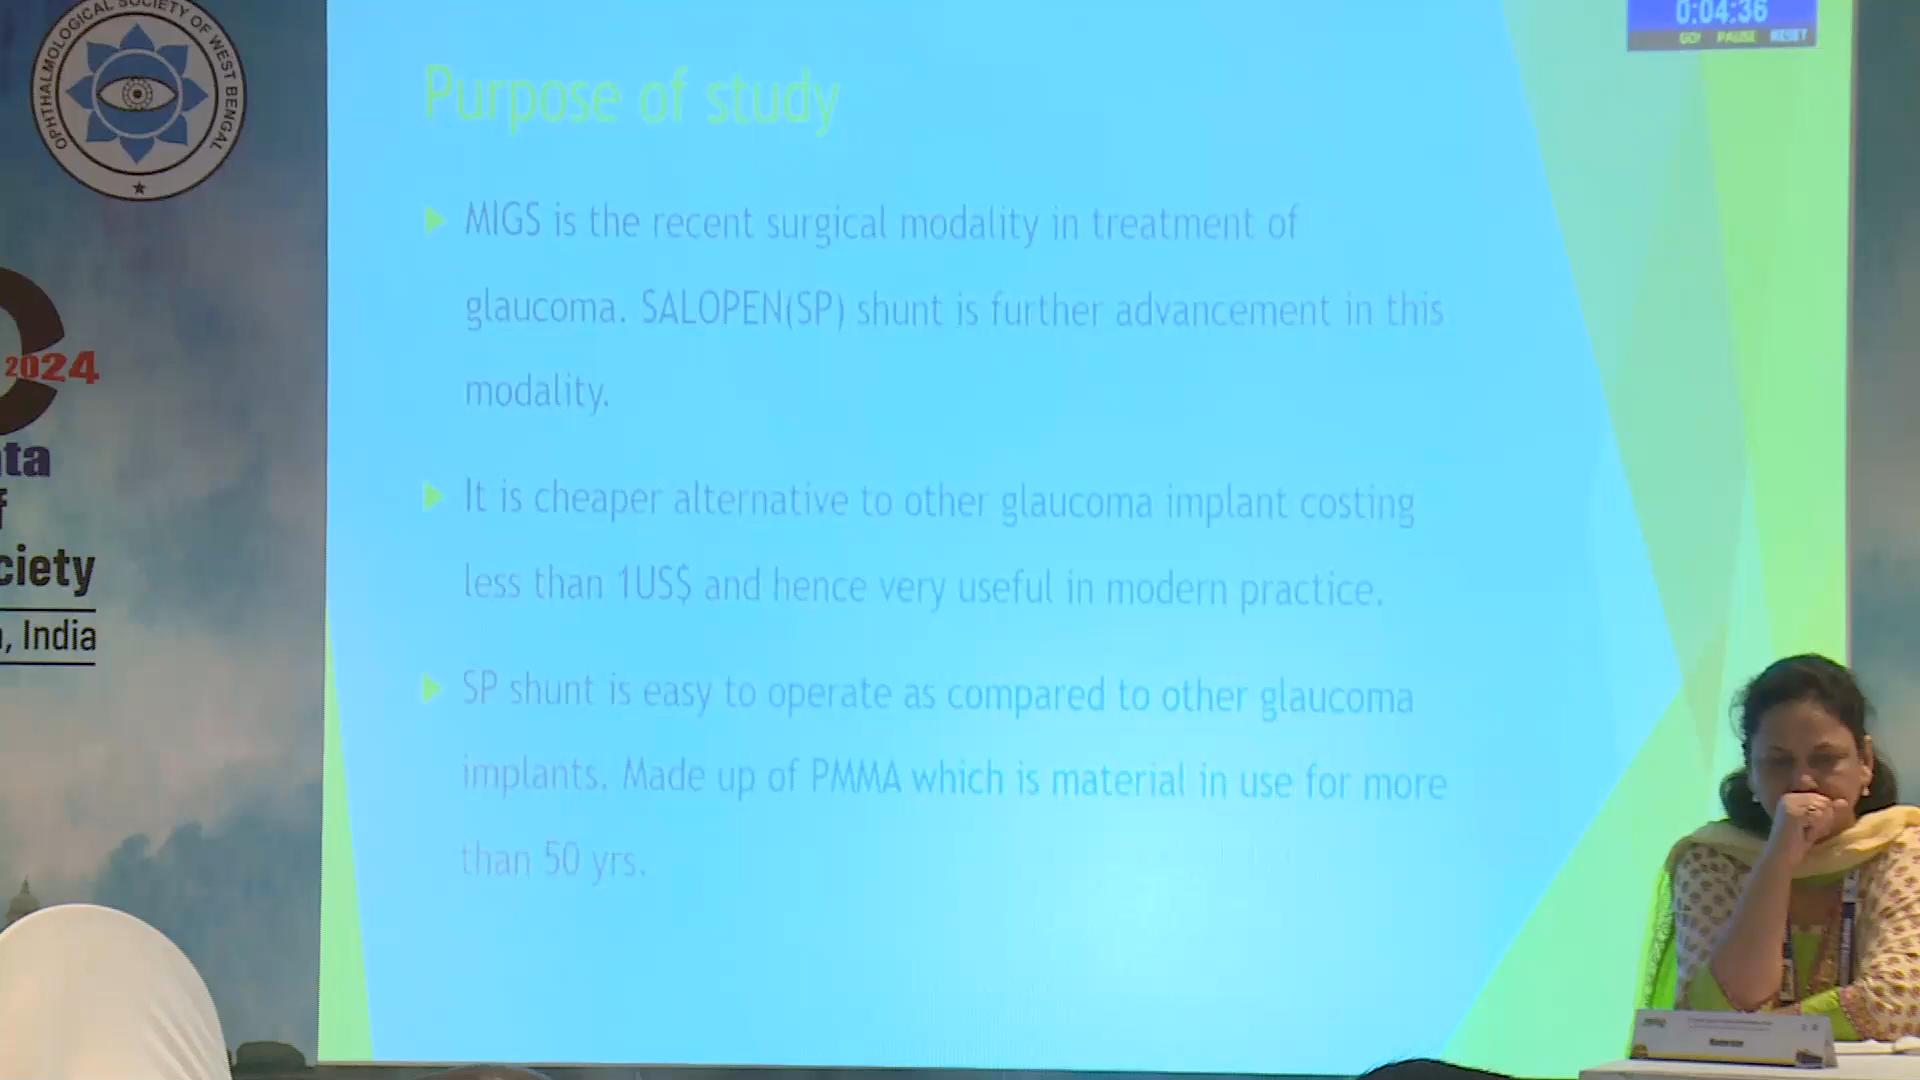 OPHTHALMOLOGICAL SOCIETY OF WEST BENGAL
2024
ta
f
ciety
, India
0:04:36
GO! PAUSE RESET
Purpose of study
MIGS is the recent surgical modality in treatment of
glaucoma. SALOPEN(SP) shunt is further advancement in this
modality.
It is cheaper alternative to other glaucoma implant costing
less than 1US$ and hence very useful in modern practice.
SP shunt is easy to operate as compared to other glaucoma
implants. Made up of PMMA which is material in use for more
than 50 yrs.